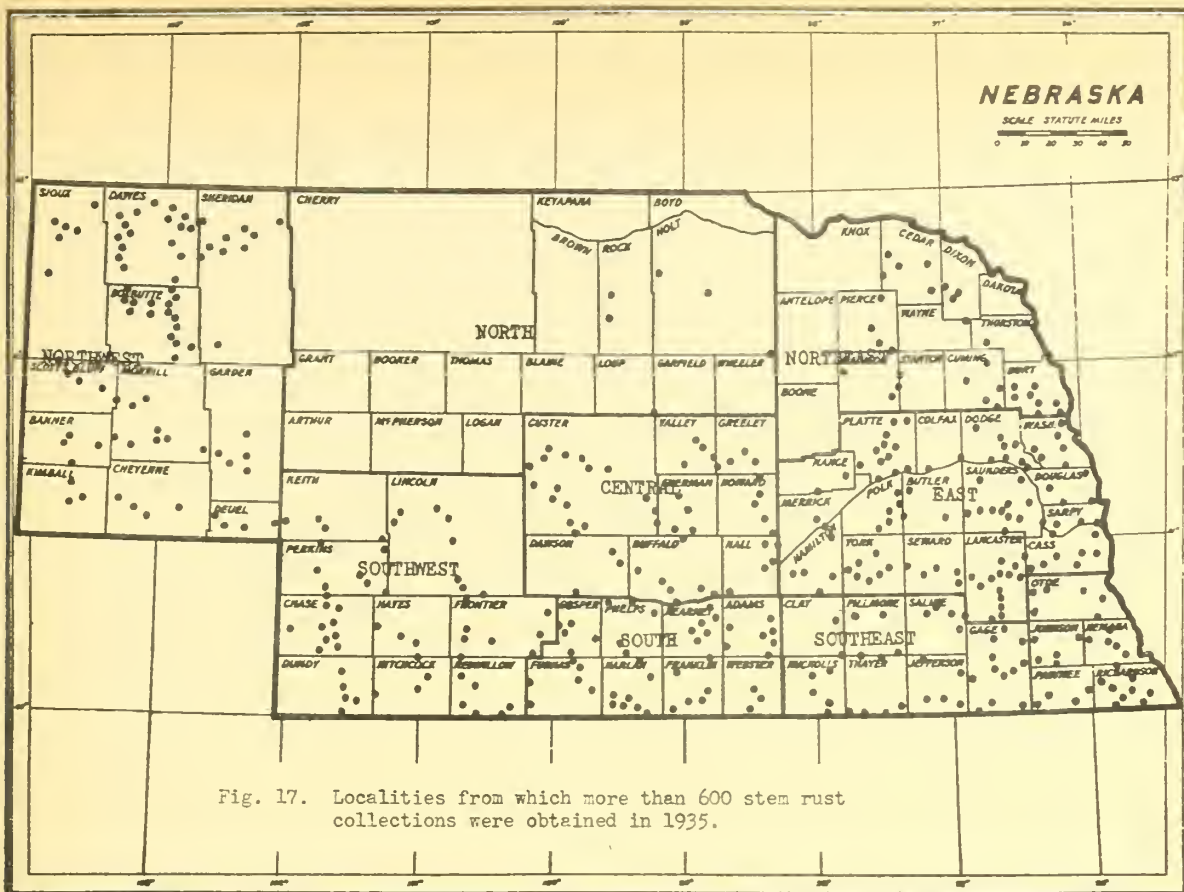 NEBRASKA
SCALE STATUTE MILES
0 10 20 30 40 50
SIOUX DAWES SHERIDAN CHERRY KEYAPAHA BOYD
BROWN ROCK HOLT KNOX CEDAR DIXON
DAKOTA
BOXBUTTE ANTELOPE PIERCE WAYNE
THURSTON
NORTH
NORTHWEST NORTHEAST
GRANT HOOKER THOMAS BLAINE LOUP GARFIELD WHEELER STANTON CUMING
GARDEN BURT
BOONE
BANNER ARTHUR McPHERSON LOGAN CUSTER VALLEY GREELEY PLATTE COLFAX DODGE WASH.
NANCE
KIMBALL CHEYENNE SAUNDERS DOUGLAS
KEITH LINCOLN CENTRAL SHERMAN HOWARD POLK BUTLER EAST
MERRICK
DEUEL SARPY
HAMILTON
PERKINS DAWSON BUFFALO HALL YORK SEWARD LANCASTER CASS
SOUTHWEST
OTOE
CHASE HAYES FRONTIER GOSPER PHELPS KEARNEY ADAMS CLAY FILLMORE SALINE
GAGE JOHNSON NEMAHA
SOUTH SOUTHEAST
DUNDY HITCHCOCK REDWILLOW FURNAS HARLAN FRANKLIN WEBSTER NUCKOLLS THAYER JEFFERSON
PAWNEE RICHARDSON
Fig. 17. Localities from which more than 600 stem rust
collections were obtained in 1935.